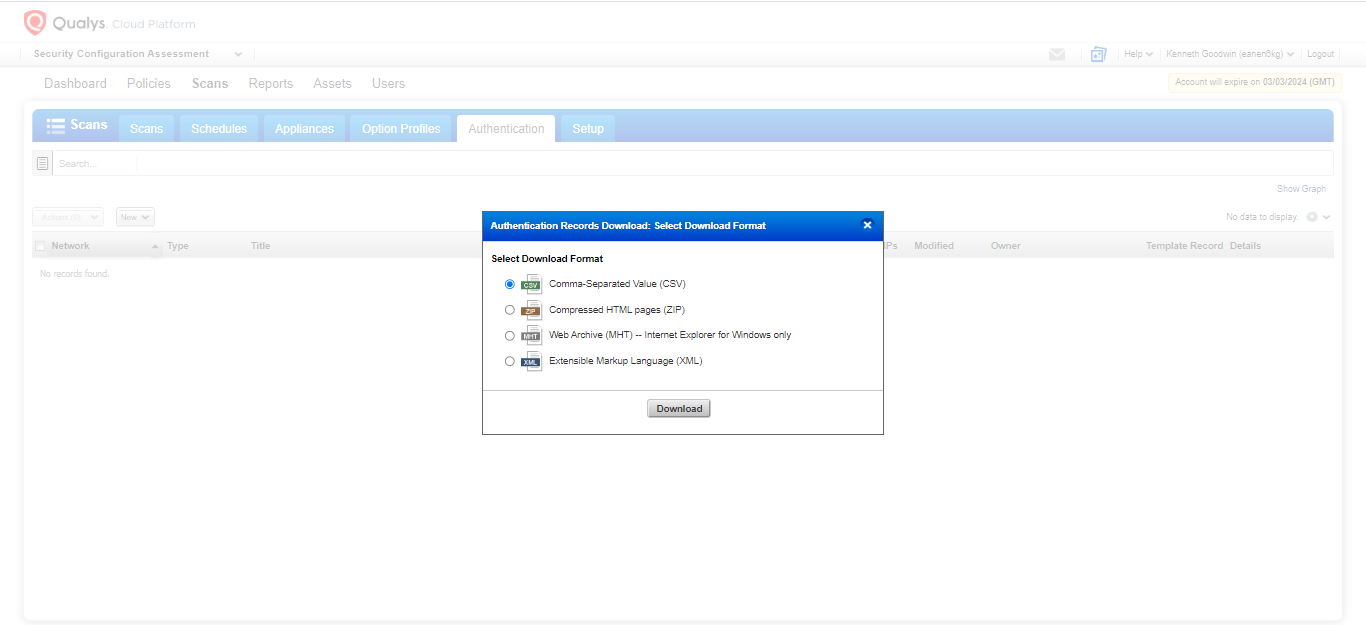 Qualys. Cloud Platform
Security Configuration Assessment
Help
Kenneth Goodwin (eanen6kg)
Logout
Dashboard Policies Scans Reports Assets Users
Account will expire on 03/03/2024 (GMT)
Scans Scans Schedules Appliances Option Profiles Authentication Setup
Search...
Show Graph
Actions (0) New
No data to display.
Network Type Title IPs Modified Owner Template Record Details
No records found.
Authentication Records Download: Select Download Format
Select Download Format
CSV Comma-Separated Value (CSV)
ZIP Compressed HTML pages (ZIP)
MHT Web Archive (MHT) -- Internet Explorer for Windows only
XML Extensible Markup Language (XML)
Download